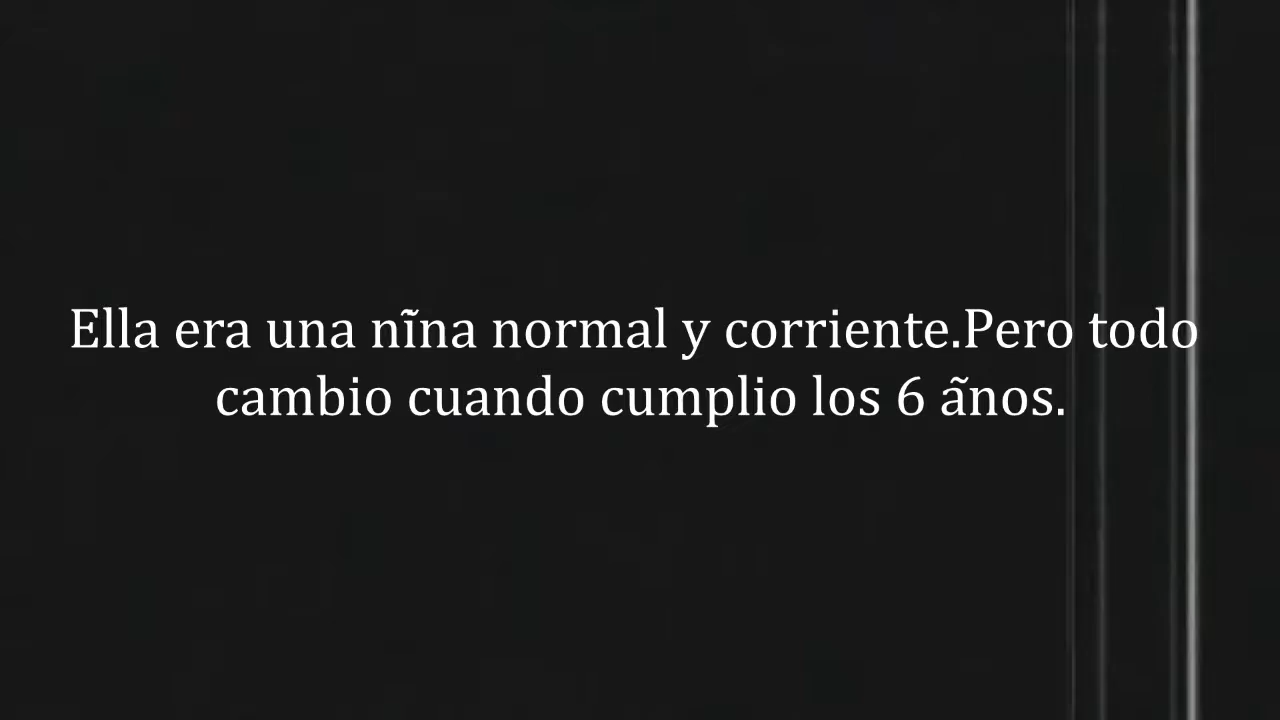 Ella era una nĩna normal y corriente.Pero todo
cambio cuando cumplio los 6 ãnos.